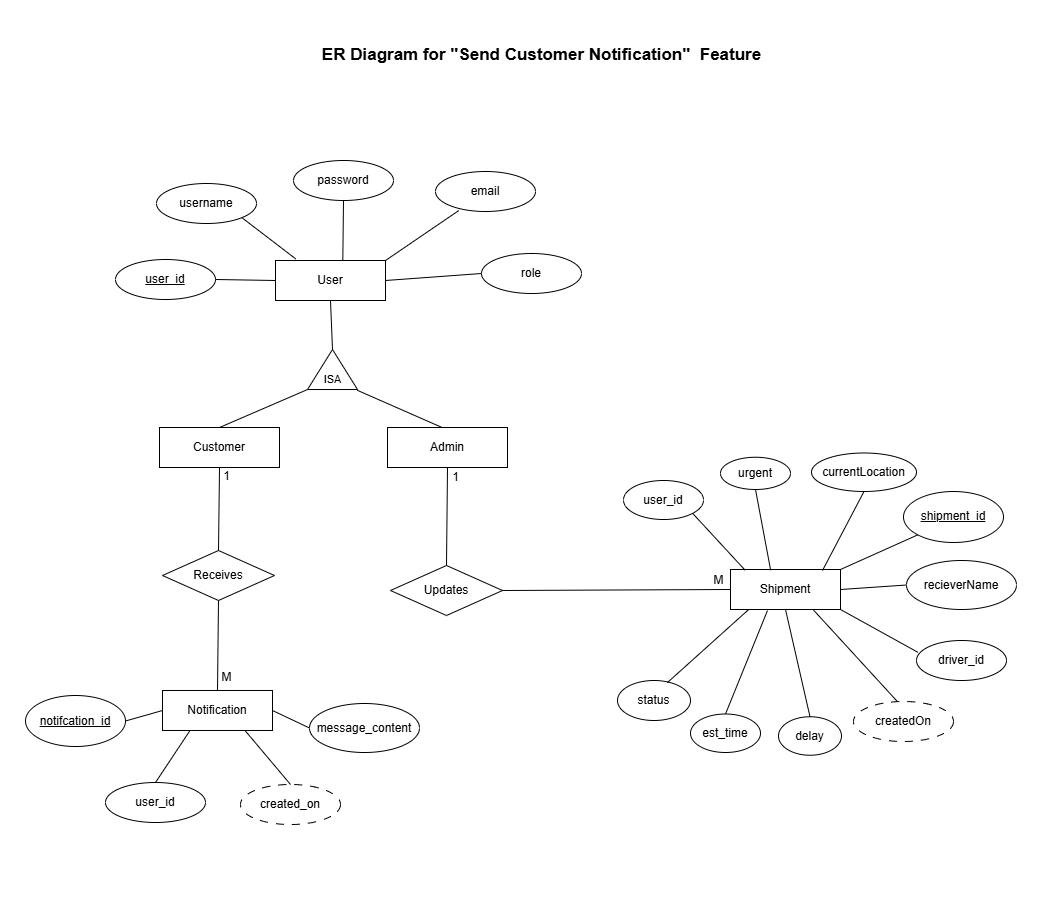 ER Diagram for "Send Customer Notification"  Feature
password
email
username
role
user_id
User
ISA
Customer
Admin
1
1
urgent
currentLocation
user_id
shipment_id
Receives
Updates
M
Shipment
recieverName
driver_id
M
status
notifcation_id
Notification
message_content
est_time
delay
createdOn
user_id
created_on